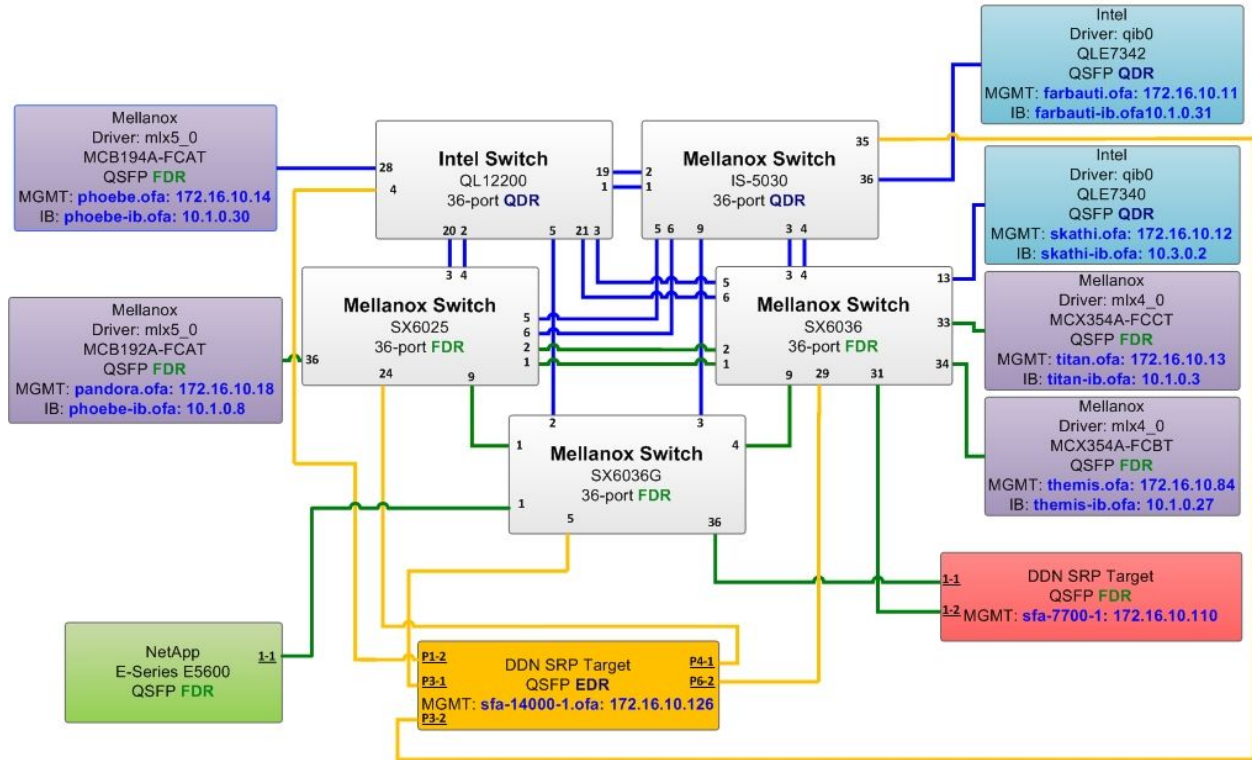 Intel
Driver: qib0
QLE7342
QSFP QDR
MGMT: farbauti.ofa: 172.16.10.11
IB: farbauti-ib.ofa10.1.0.31
Mellanox
Driver: mlx5_0
MCB194A-FCAT
QSFP FDR
MGMT: phoebe.ofa: 172.16.10.14
IB: phoebe-ib.ofa: 10.1.0.30
28
4
Intel Switch
QL12200
36-port QDR
19
1
20 2
5
21 3
2
1
Mellanox Switch
IS-5030
36-port QDR
35
36
5 6
9
3 4
Intel
Driver: qib0
QLE7340
QSFP QDR
MGMT: skathi.ofa: 172.16.10.12
IB: skathi-ib.ofa: 10.3.0.2
Mellanox
Driver: mlx5_0
MCB192A-FCAT
QSFP FDR
MGMT: pandora.ofa: 172.16.10.18
IB: phoebe-ib.ofa: 10.1.0.8
3 4
36
Mellanox Switch
SX6025
36-port FDR
5
6
2
1
24
9
3 4
5
6
2
1
Mellanox Switch
SX6036
36-port FDR
13
33
34
9
29
31
Mellanox
Driver: mlx4_0
MCX354A-FCCT
QSFP FDR
MGMT: titan.ofa: 172.16.10.13
IB: titan-ib.ofa: 10.1.0.3
Mellanox
Driver: mlx4_0
MCX354A-FCBT
QSFP FDR
MGMT: themis.ofa: 172.16.10.84
IB: themis-ib.ofa: 10.1.0.27
2
3
1
4
Mellanox Switch
SX6036G
36-port FDR
1
5
36
1-1
1-2
DDN SRP Target
QSFP FDR
MGMT: sfa-7700-1: 172.16.10.110
NetApp
E-Series E5600
QSFP FDR
1-1
P1-2
P3-1
P3-2
DDN SRP Target
QSFP EDR
MGMT: sfa-14000-1.ofa: 172.16.10.126
P4-1
P6-2